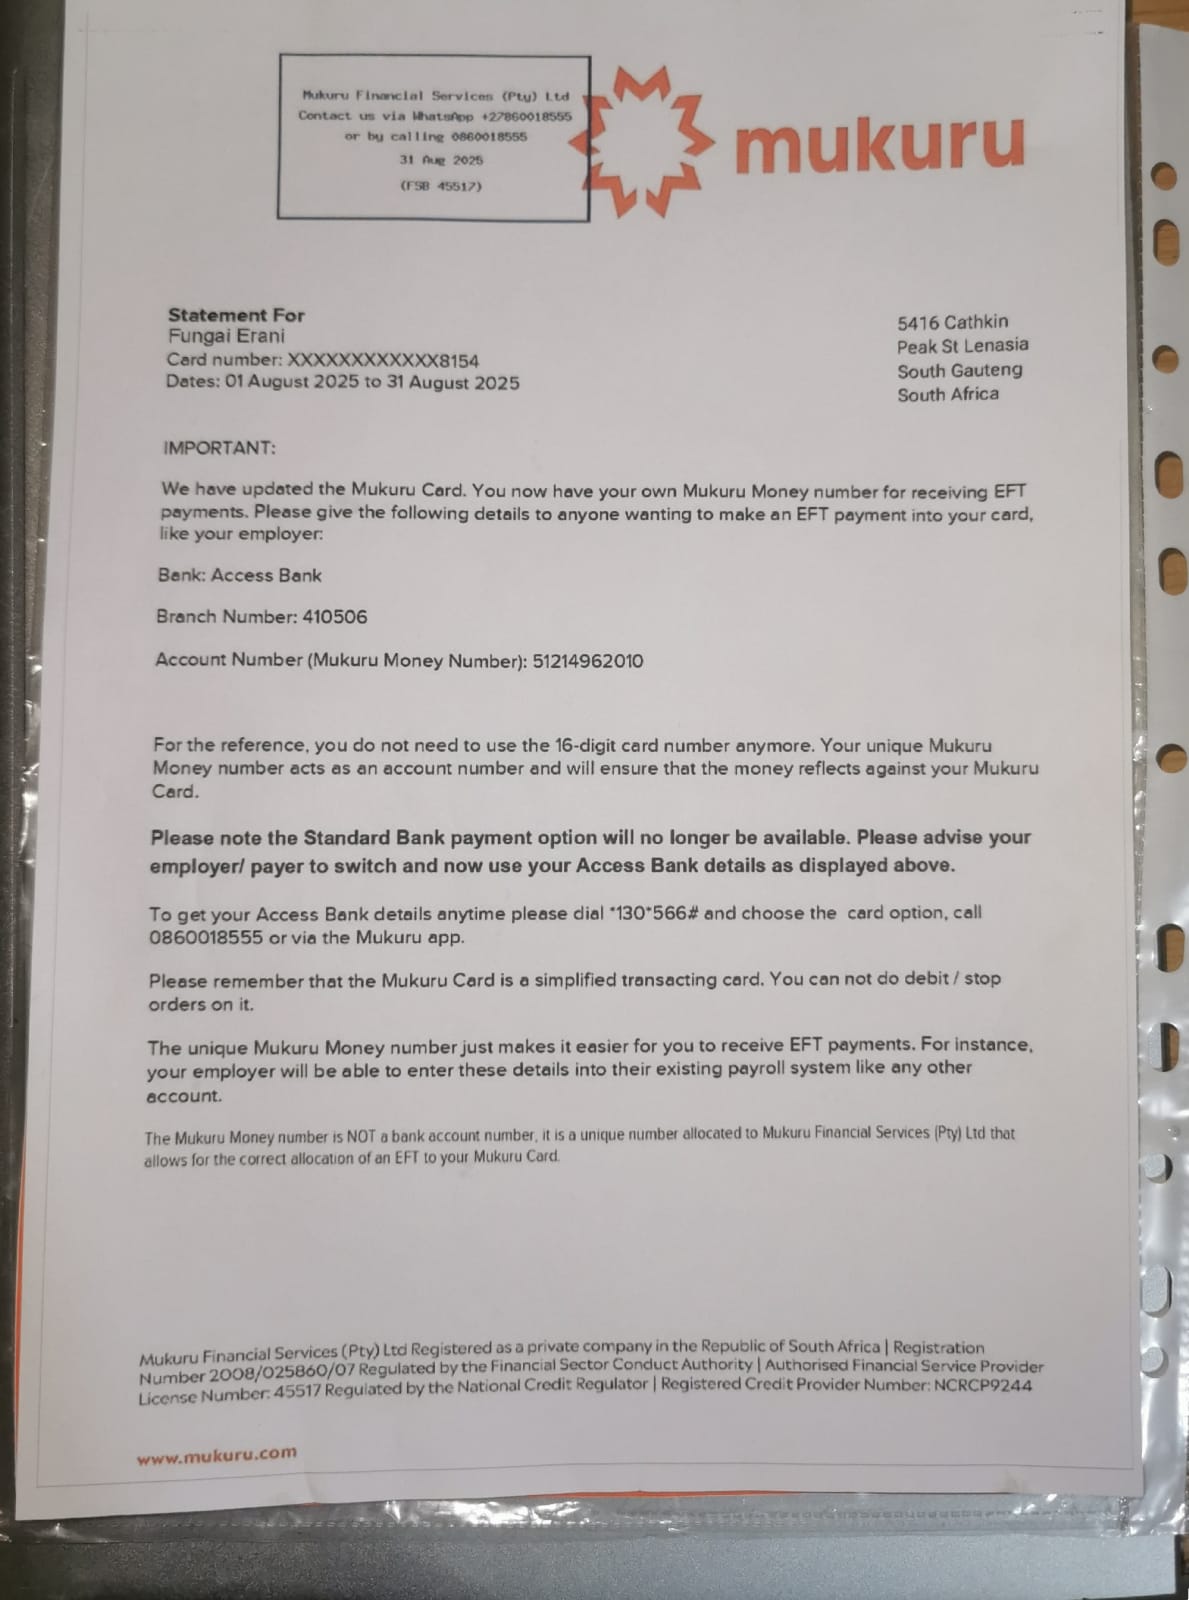 Mukuru Financial Services (Pty) Ltd
Contact us via WhatsApp +27860018555
or by calling 0860018555
31 Aug 2025
(FSB 45517)
mukuru
Statement For
Fungai Erani
Card number: XXXXXXXXXXXX8154
Dates: 01 August 2025 to 31 August 2025
5416 Cathkin
Peak St Lenasia
South Gauteng
South Africa
IMPORTANT:
We have updated the Mukuru Card. You now have your own Mukuru Money number for receiving EFT
payments. Please give the following details to anyone wanting to make an EFT payment into your card,
like your employer:
Bank: Access Bank
Branch Number: 410506
Account Number (Mukuru Money Number): 51214962010
For the reference, you do not need to use the 16-digit card number anymore. Your unique Mukuru
Money number acts as an account number and will ensure that the money reflects against your Mukuru
Card.
Please note the Standard Bank payment option will no longer be available. Please advise your
employer/ payer to switch and now use your Access Bank details as displayed above.
To get your Access Bank details anytime please dial *130*566# and choose the card option, call
0860018555 or via the Mukuru app.
Please remember that the Mukuru Card is a simplified transacting card. You can not do debit / stop
orders on it.
The unique Mukuru Money number just makes it easier for you to receive EFT payments. For instance,
your employer will be able to enter these details into their existing payroll system like any other
account.
The Mukuru Money number is NOT a bank account number, it is a unique number allocated to Mukuru Financial Services (Pty) Ltd that
allows for the correct allocation of an EFT to your Mukuru Card.
Mukuru Financial Services (Pty) Ltd Registered as a private company in the Republic of South Africa | Registration
Number 2008/025860/07 Regulated by the Financial Sector Conduct Authority | Authorised Financial Service Provider
License Number: 45517 Regulated by the National Credit Regulator | Registered Credit Provider Number: NCRCP9244
www.mukuru.com